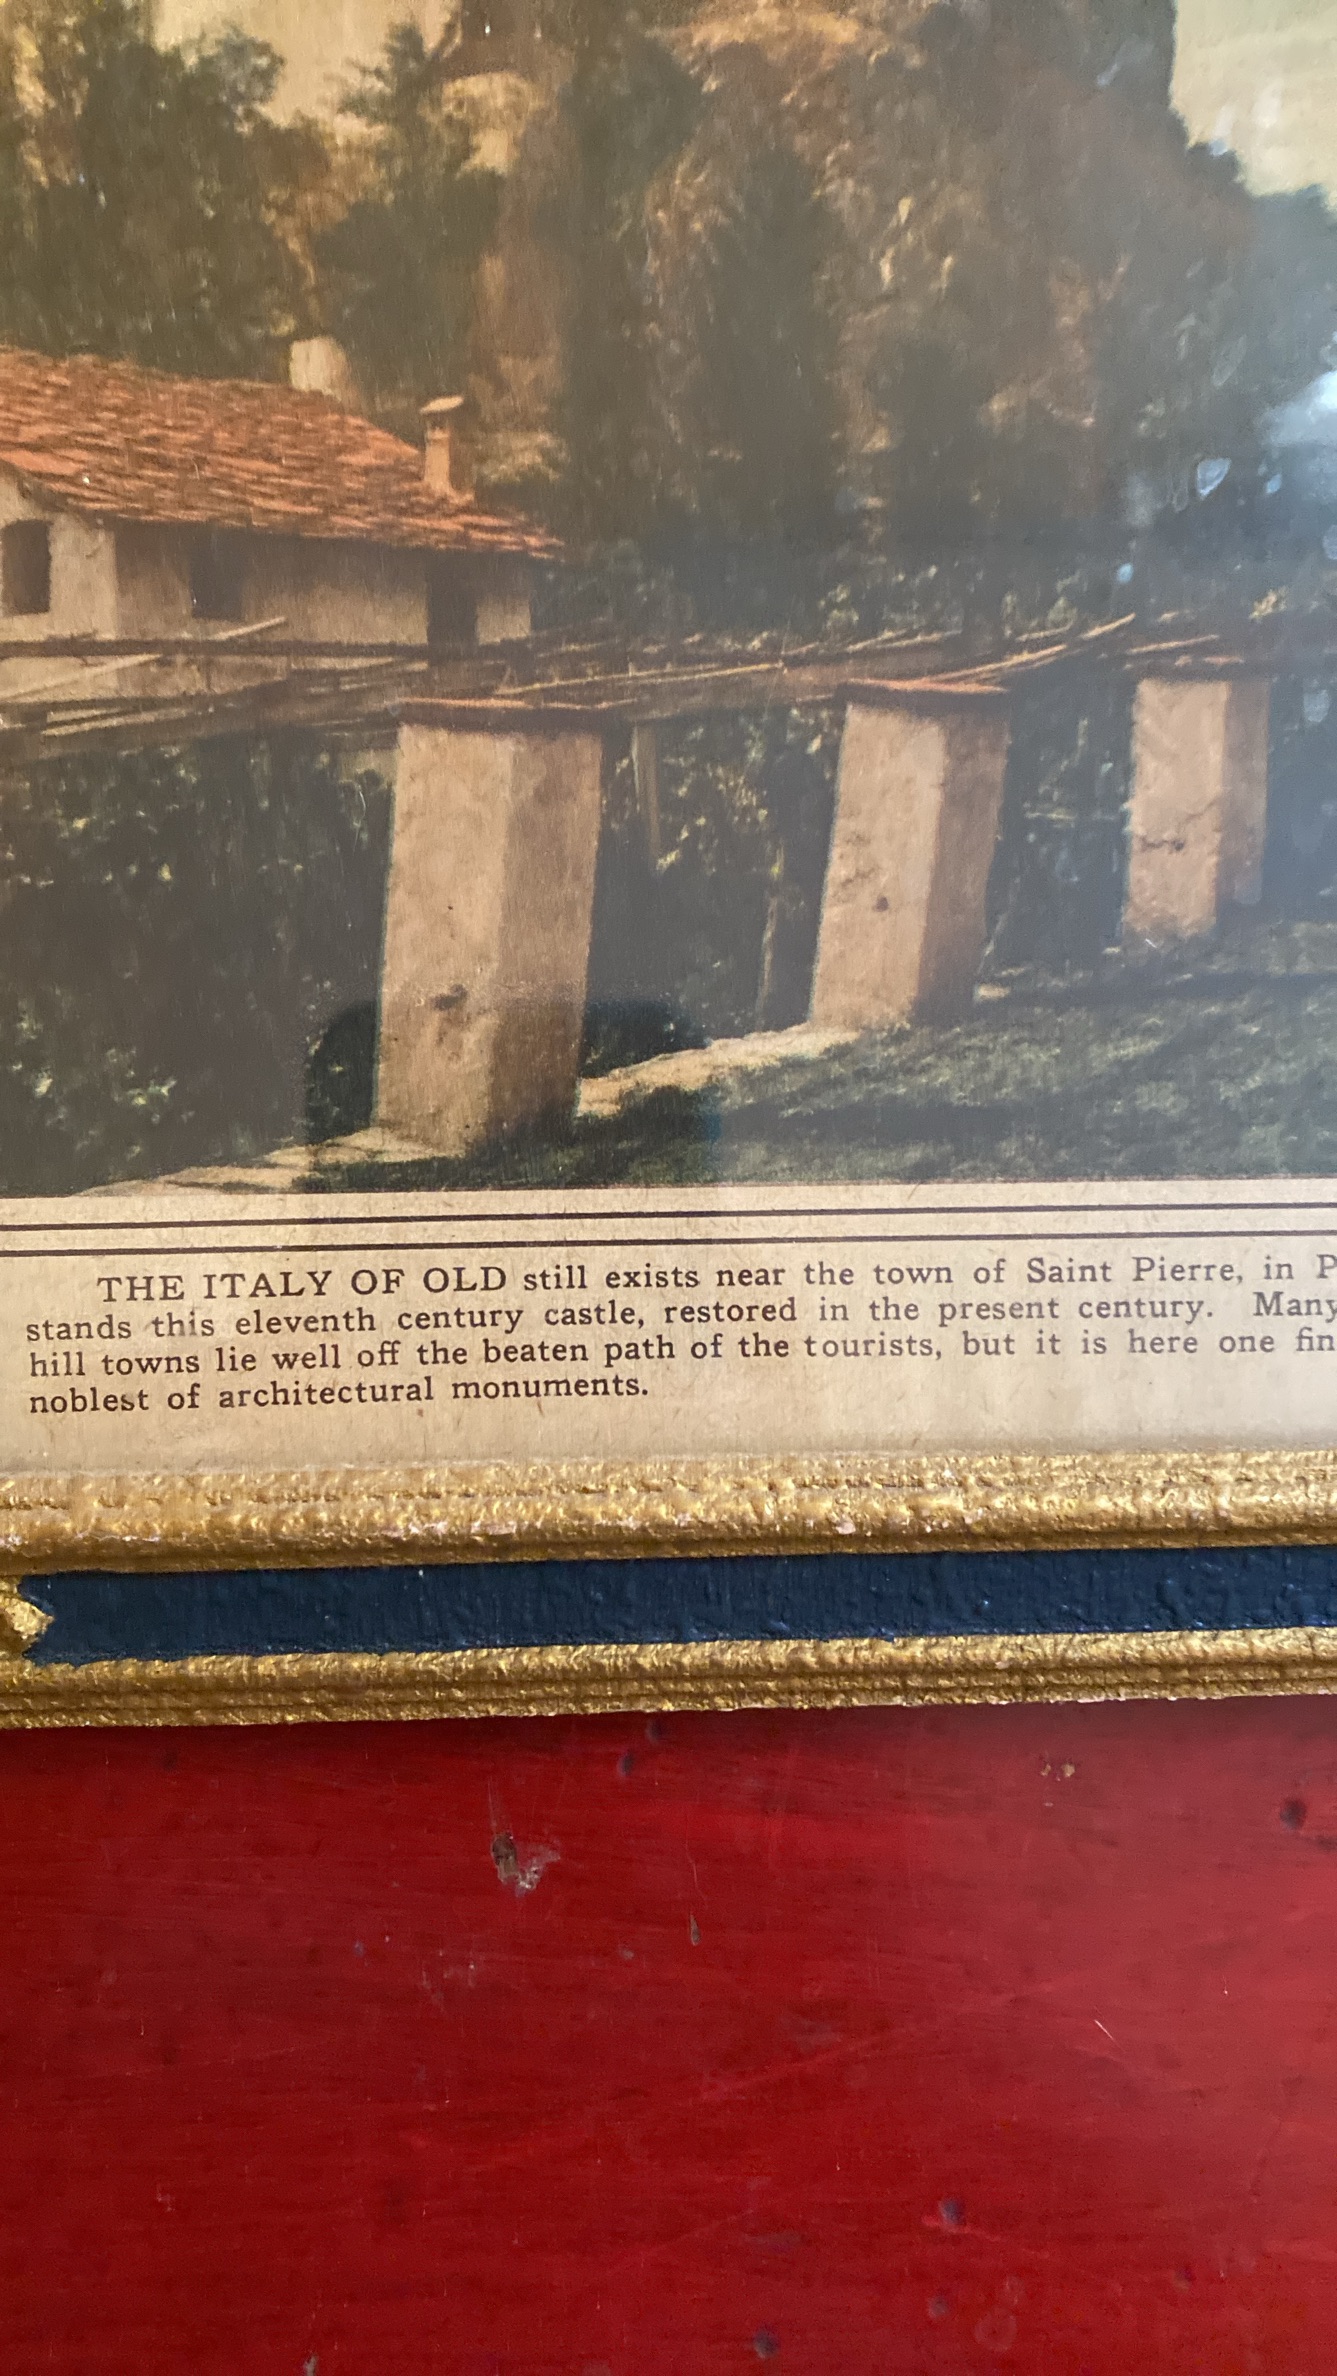 THE ITALY OF OLD still exists near the town of Saint Pierre, in P
stands this eleventh century castle, restored in the present century. Many
hill towns lie well off the beaten path of the tourists, but it is here one fin
noblest of architectural monuments.